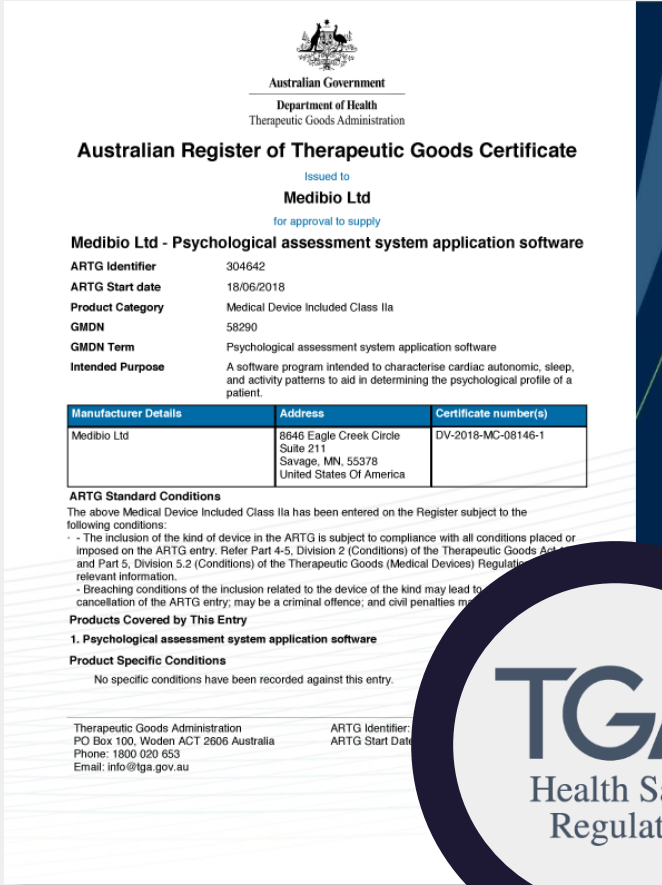 Australian Government
Department of Health
Therapeutic Goods Administration
Australian Register of Therapeutic Goods Certificate
Issued to
Medibio Ltd
for approval to supply
Medibio Ltd - Psychological assessment system application software
ARTG Identifier 304642
ARTG Start date 18/06/2018
Product Category Medical Device Included Class IIa
GMDN 58290
GMDN Term Psychological assessment system application software
Intended Purpose A software program intended to characterise cardiac autonomic, sleep,
and activity patterns to aid in determining the psychological profile of a
patient.
Manufacturer Details Address Certificate number(s)
Medibio Ltd 8646 Eagle Creek Circle DV-2018-MC-08146-1
Suite 211
Savage, MN, 55378
United States Of America
ARTG Standard Conditions
The above Medical Device Included Class IIa has been entered on the Register subject to the
following conditions:
· - The inclusion of the kind of device in the ARTG is subject to compliance with all conditions placed or
imposed on the ARTG entry. Refer Part 4-5, Division 2 (Conditions) of the Therapeutic Goods
and Part 5, Division 5.2 (Conditions) of the Therapeutic Goods (Medical Devices)
relevant information.
- Breaching conditions of the inclusion related to the device of the kind may lead to
cancellation of the ARTG entry; may be a criminal offence; and civil penalties
Products Covered by This Entry
1. Psychological assessment system application software
Product Specific Conditions
No specific conditions have been recorded against this entry.
Therapeutic Goods Administration ARTG Identifier:
PO Box 100, Woden ACT 2606 Australia ARTG Start Date
Phone: 1800 020 653
Email: info@tga.gov.au
TGA
Health